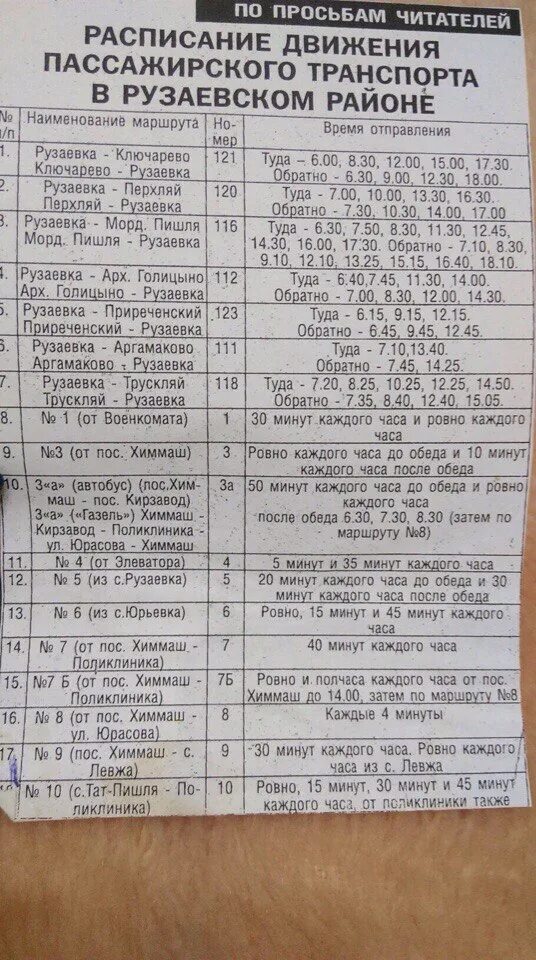 ПО ПРОСЬБАМ ЧИТАТЕЛЕЙ
РАСПИСАНИЕ ДВИЖЕНИЯ
ПАССАЖИРСКОГО ТРАНСПОРТА
В РУЗАЕВСКОМ РАЙОНЕ
№ п/п Наименование маршрута Но-мер Время отправления
1. Рузаевка - Ключарево 121 Туда – 6.00, 8.30, 12.00, 15.00, 17.30.
Ключарево - Рузаевка Обратно - 6.30, 9.00, 12.30, 18.00.
2. Рузаевка - Перхляй 120 Туда - 7.00, 10.00, 13.30, 16.30.
Перхляй - Рузаевка Обратно - 7.30, 10.30, 14.00, 17.00
3. Рузаевка - Морд. Пишля 116 Туда - 6.30, 7.50, 8.30, 11.30, 12.45,
Морд. Пишля - Рузаевка 14.30, 16.00, 17.30. Обратно - 7.10, 8.30,
9.10, 12.10, 13.25, 15.15, 16.40, 18.10.
4. Рузаевка - Арх. Голицыно 112 Туда - 6.40,7.45, 11.30, 14.00.
Арх. Голицыно - Рузаевка Обратно - 7.00, 8.30, 12.00, 14.30.
5. Рузаевка - Приреченский 123 Туда - 6.15, 9.15, 12.15.
Приреченский - Рузаевка Обратно - 6.45, 9.45, 12.45.
6. Рузаевка - Аргамаково 111 Туда - 7.10,13.40.
Аргамаково - Рузаевка Обратно - 7.45, 14.25.
7. Рузаевка - Трускляй 118 Туда - 7.20, 8.25, 10.25, 12.25, 14.50.
Трускляй - Рузаевка Обратно - 7.35, 8.40, 12.40, 15.05.
8. № 1 (от Военкомата) 1 30 минут каждого часа и ровно каждого
часа
9. №3 (от пос. Химмаш) 3 Ровно каждого часа до обеда и 10 минут
каждого часа после обеда
10. 3«а» (автобус) (пос.Хим- 3а 50 минут каждого часа до обеда и ровно
маш - пос. Кирзавод) каждого часа
3«а» («Газель») Химмаш - после обеда 6.30, 7.30, 8.30 (затем по
Кирзавод - Поликлиника - маршруту №8)
ул. Юрасова - Химмаш
11. № 4 (от Элеватора) 4 5 минут и 35 минут каждого часа
12. № 5 (из с.Рузаевка) 5 20 минут каждого часа до обеда и 30
минут каждого часа после обеда
13. № 6 (из с.Юрьевка) 6 Ровно, 15 минут и 45 минут каждого
часа
14. № 7 (от пос. Химмаш - 7 40 минут каждого часа
Поликлиника)
15. №7 Б (от пос. Химмаш - 7Б Ровно и полчаса каждого часа от пос.
Поликлиника) Химмаш до 14.00, затем по маршруту №8
16. № 8 (от пос. Химмаш - 8 Каждые 4 минуты
ул. Юрасова)
17. № 9 (пос. Химмаш - с. 9 30 минут каждого часа. Ровно каждого
Левжа) часа из с. Левжа
№ 10 (с.Тат-Пишля - По- 10 Ровно, 15 минут, 30 минут и 45 минут
ликлиника) каждого часа, от поликлиники также